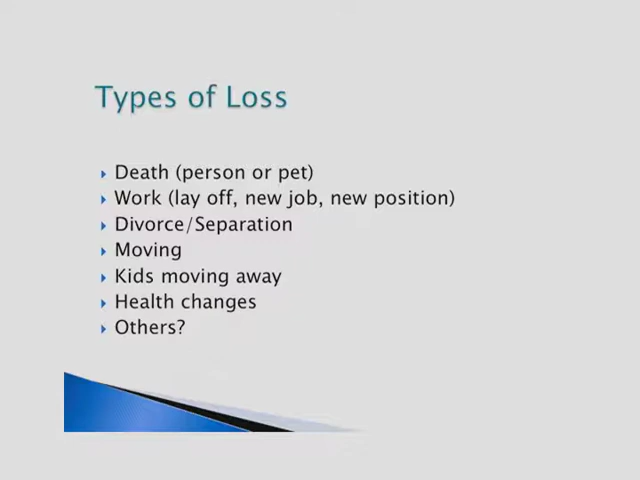 Types of Loss
Death (person or pet)
Work (lay off, new job, new position)
Divorce/Separation
Moving
Kids moving away
Health changes
Others?